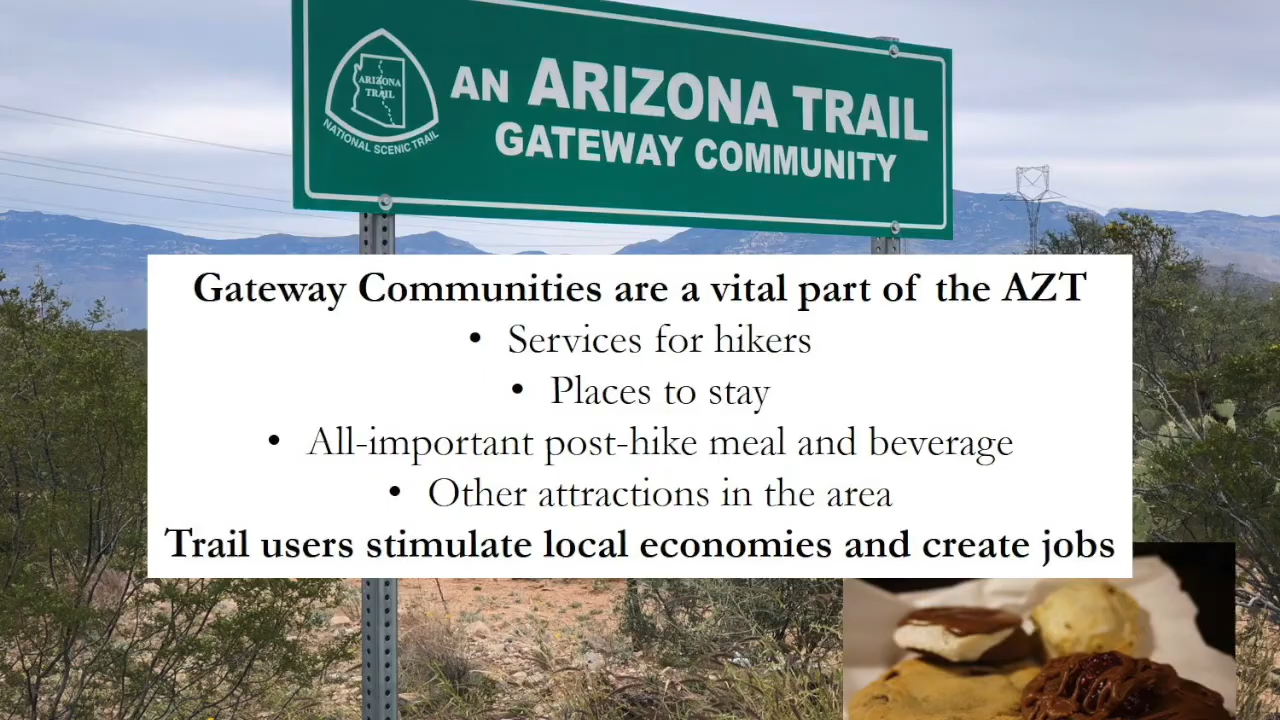 ARIZONA
TRAIL
NATIONAL SCENIC TRAIL
AN ARIZONA TRAIL
GATEWAY COMMUNITY
Gateway Communities are a vital part of the AZT
• Services for hikers
• Places to stay
• All-important post-hike meal and beverage
• Other attractions in the area
Trail users stimulate local economies and create jobs